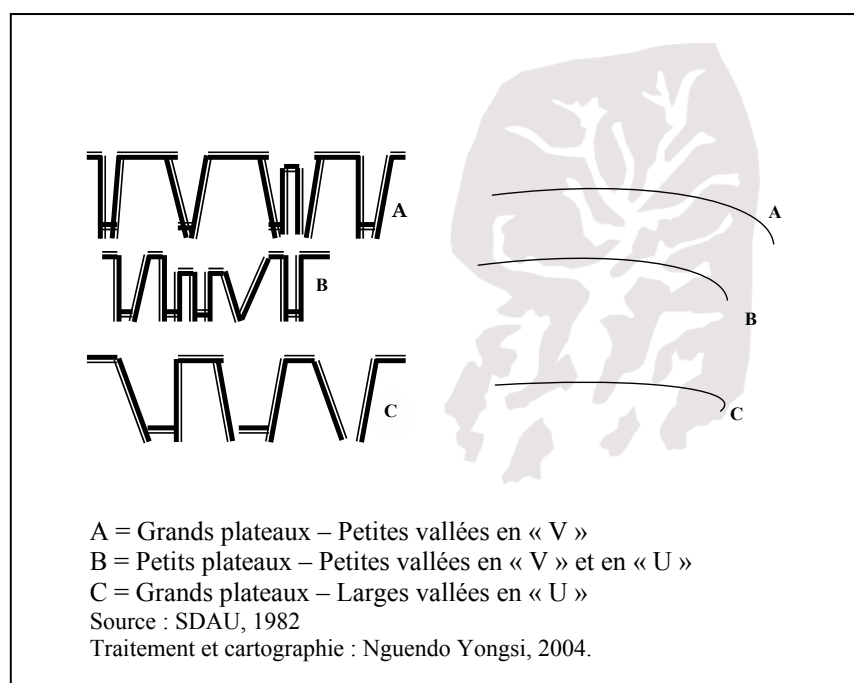 A
B
C
A
B
C
A = Grands plateaux – Petites vallées en « V »
B = Petits plateaux – Petites vallées en « V » et en « U »
C = Grands plateaux – Larges vallées en « U »
Source : SDAU, 1982
Traitement et cartographie : Nguendo Yongsi, 2004.